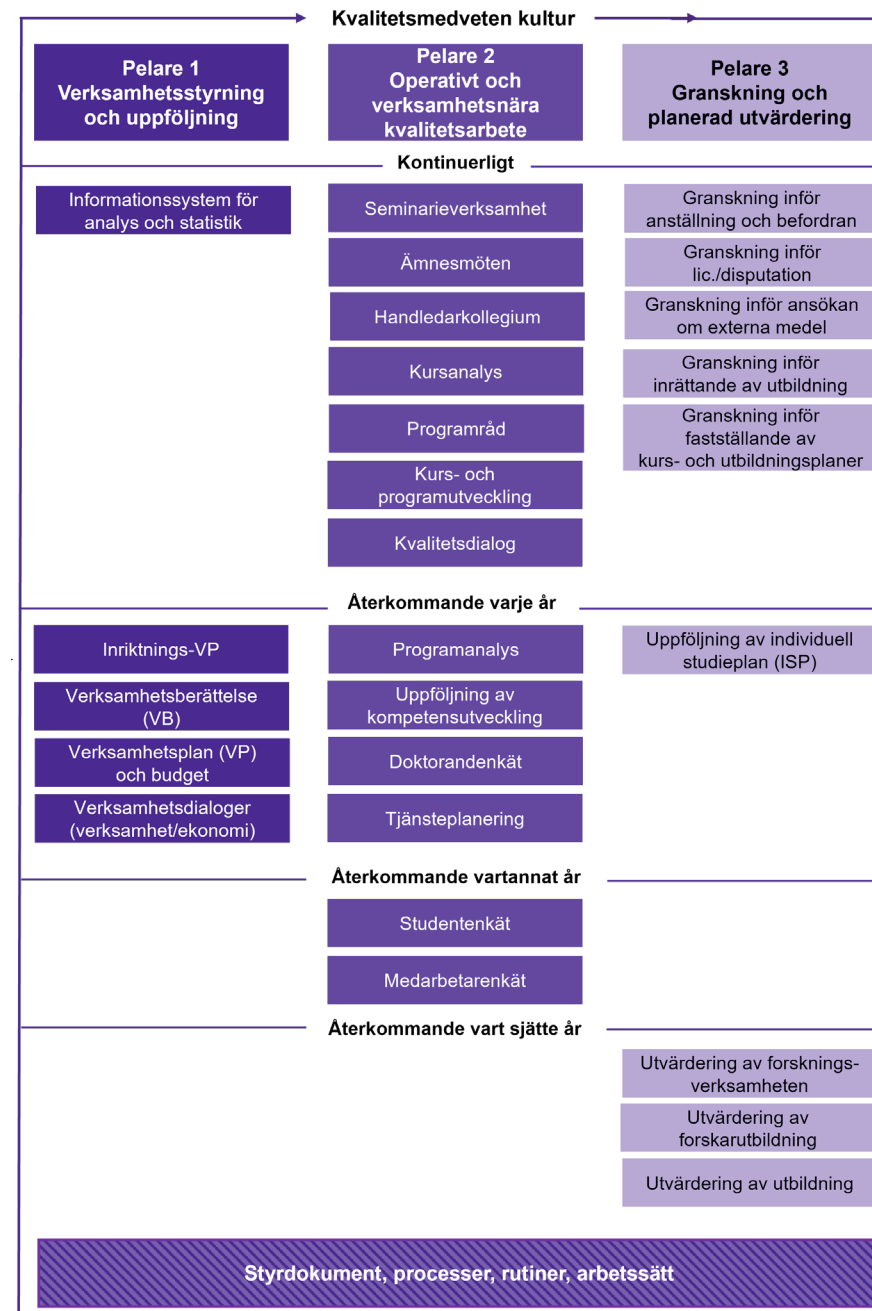 Kvalitetsmedveten kultur
Pelare 1
Verksamhetsstyrning
och uppföljning
Pelare 2
Operativt och
verksamhetsnära
kvalitetsarbete
Pelare 3
Granskning och
planerad utvärdering
Kontinuerligt
Informationssystem för
analys och statistik
Seminarieverksamhet
Ämnesmöten
Handledarkollegium
Kursanalys
Programråd
Kurs- och
programutveckling
Kvalitetsdialog
Granskning inför
anställning och befordran
Granskning inför
lic./disputation
Granskning inför ansökan
om externa medel
Granskning inför
inrättande av utbildning
Granskning inför
fastställande av
kurs- och utbildningsplaner
Återkommande varje år
Inriktnings-VP
Verksamhetsberättelse
(VB)
Verksamhetsplan (VP)
och budget
Verksamhetsdialoger
(verksamhet/ekonomi)
Programanalys
Uppföljning av
kompetensutveckling
Doktorandenkät
Tjänsteplanering
Uppföljning av individuell
studieplan (ISP)
Återkommande vartannat år
Studentenkät
Medarbetarenkät
Återkommande vart sjätte år
Utvärdering av forsknings-
verksamheten
Utvärdering av
forskarutbildning
Utvärdering av utbildning
Styrdokument, processer, rutiner, arbetssätt